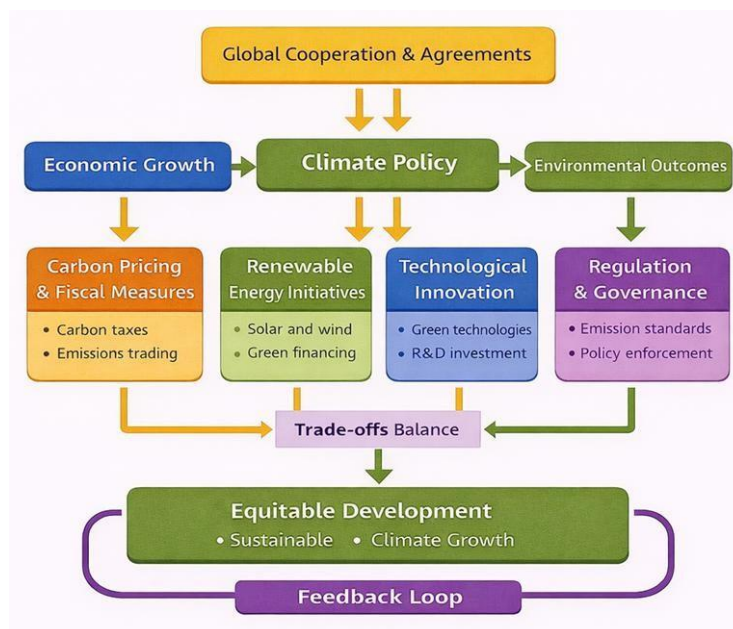 Global Cooperation & Agreements
Economic Growth
Climate Policy
Environmental Outcomes
Carbon Pricing
& Fiscal Measures
• Carbon taxes
• Emissions trading
Renewable
Energy Initiatives
• Solar and wind
• Green financing
Technological
Innovation
• Green technologies
• R&D investment
Regulation
& Governance
• Emission standards
• Policy enforcement
Trade-offs Balance
Equitable Development
• Sustainable • Climate Growth
Feedback Loop